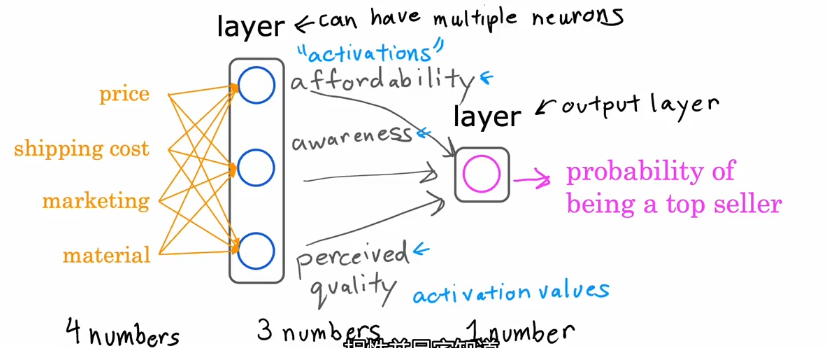 layer ← can have multiple neurons
"activations"
affordability ←
price
layer ← output layer
shipping cost
awareness ←
probability of
being a top seller
marketing
material
perceived ←
quality
activation values
4 numbers
3 numbers
1 number